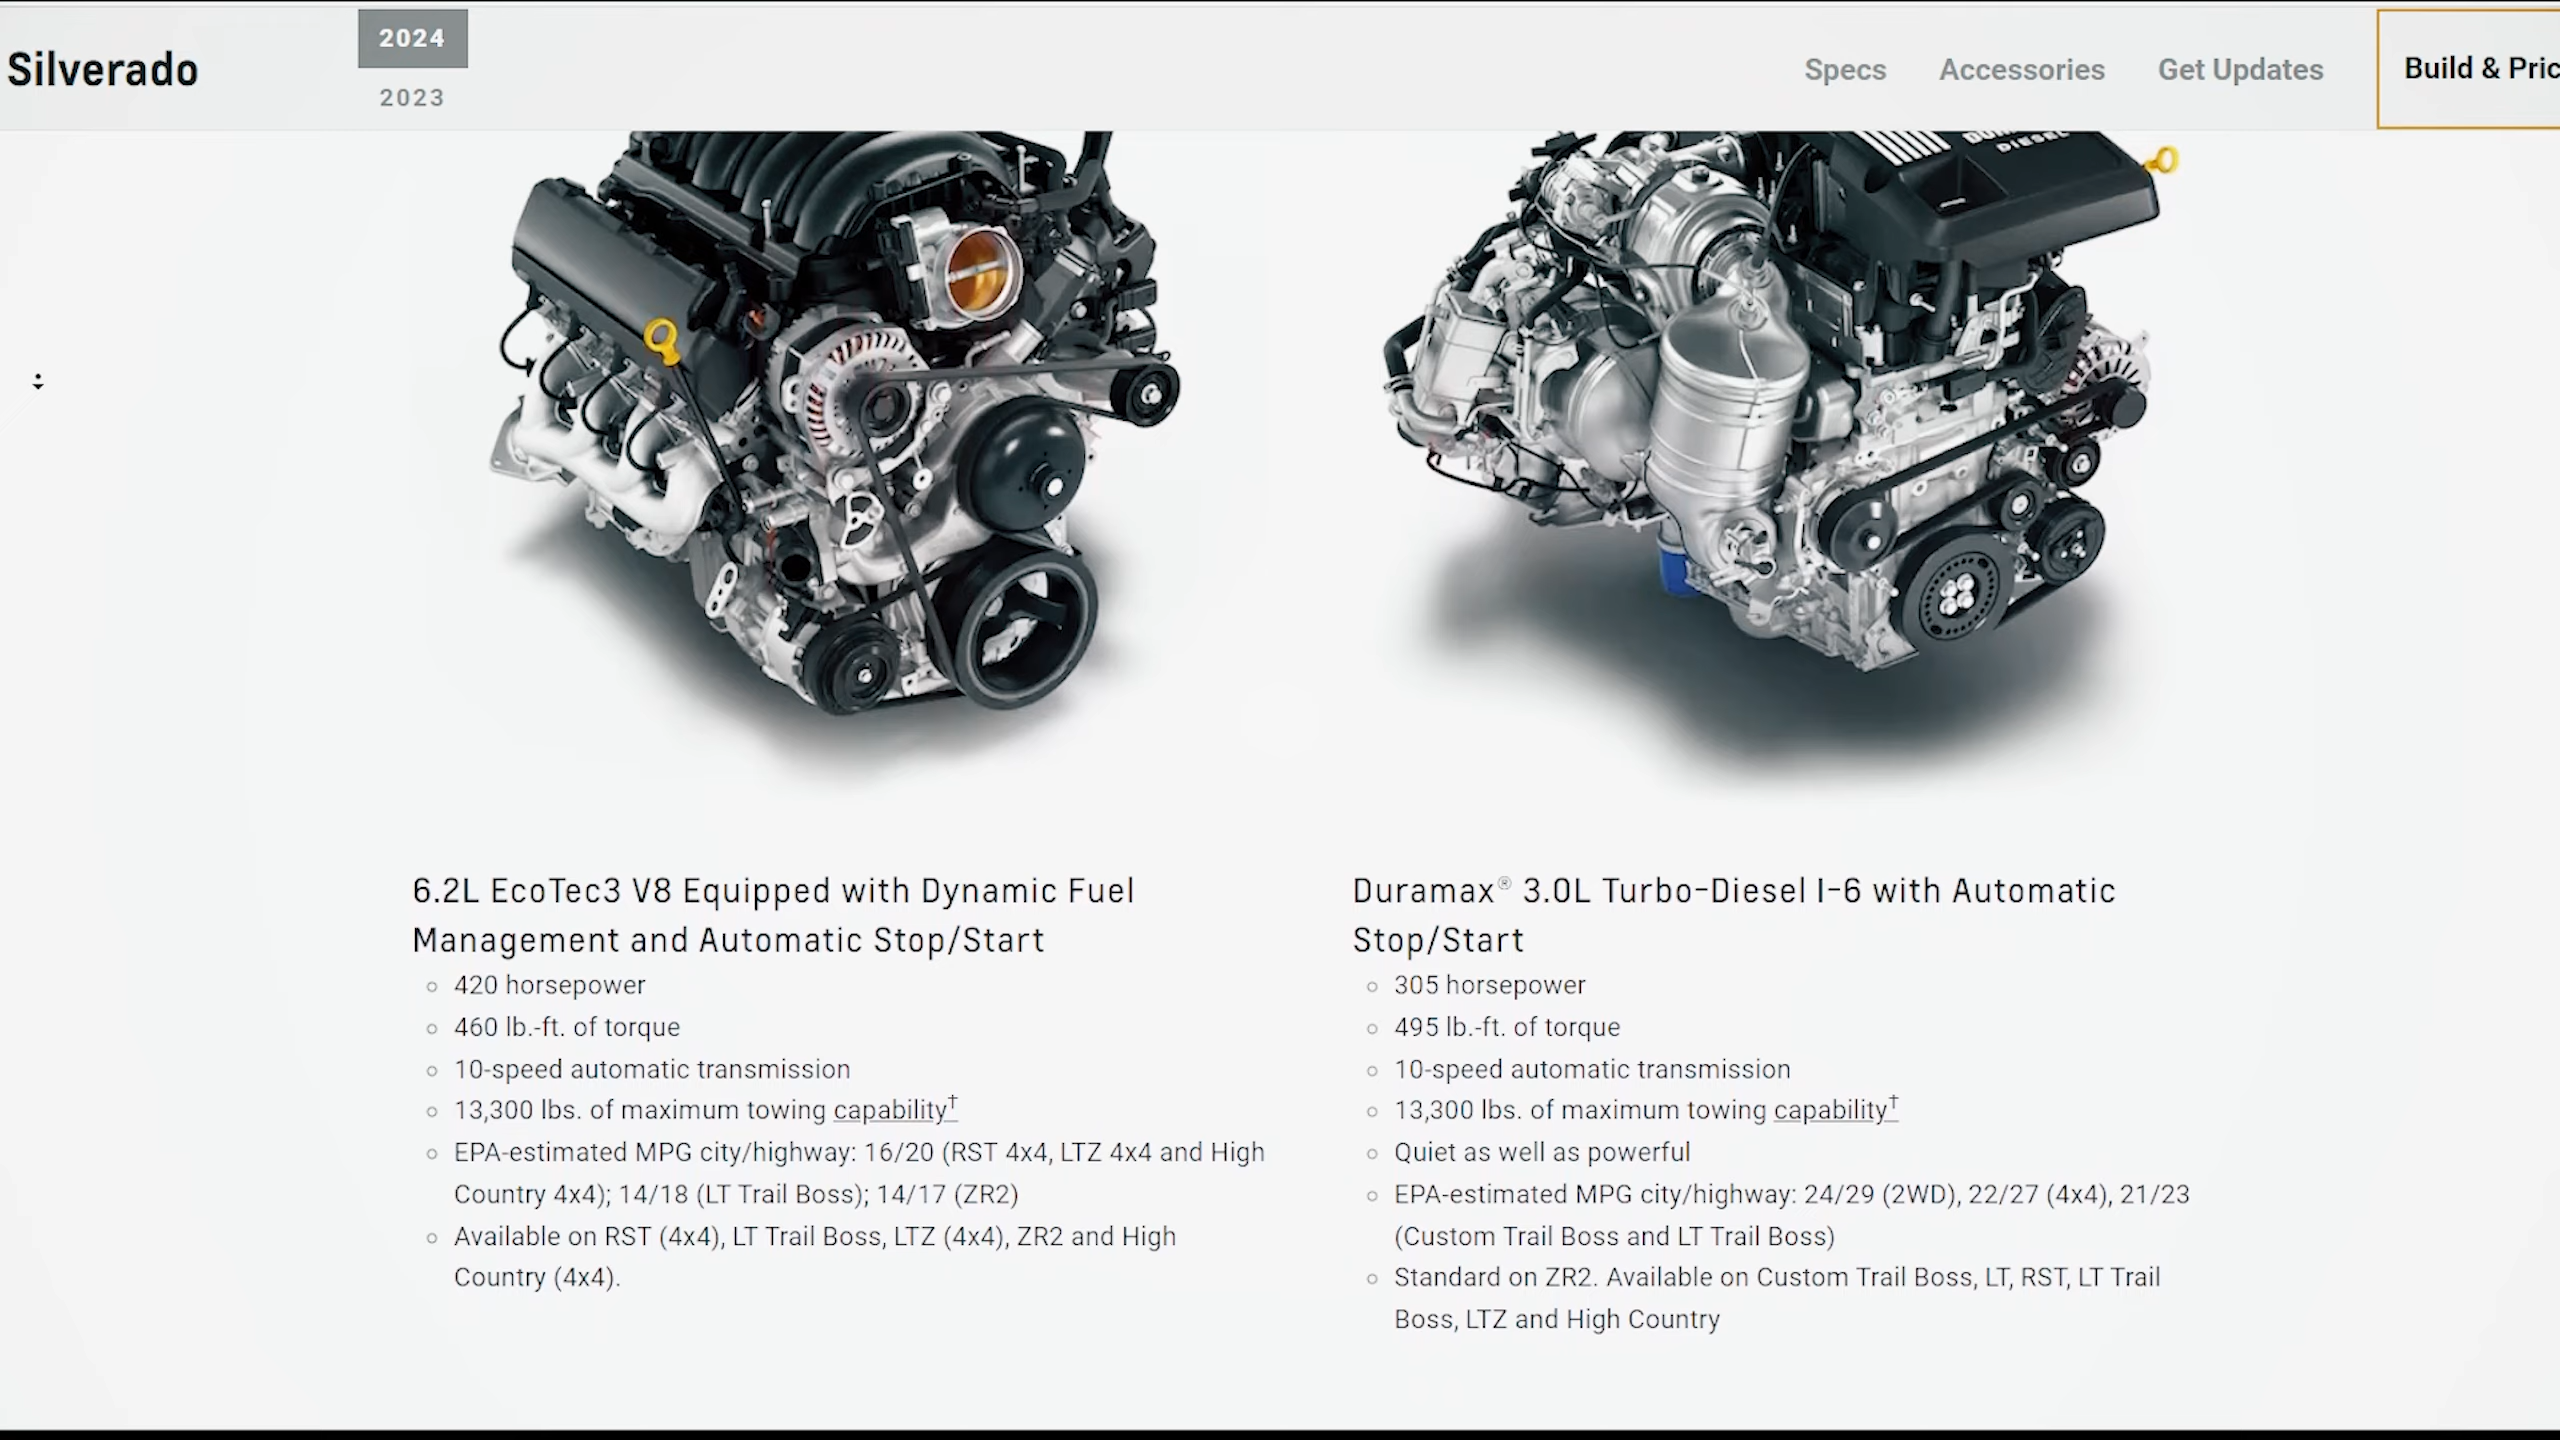 2024
Silverado
2023
Specs
Accessories
Get Updates
Build & Pric
DIESEL
6.2L EcoTec3 V8 Equipped with Dynamic Fuel
Management and Automatic Stop/Start
420 horsepower
460 lb.-ft. of torque
10-speed automatic transmission
13,300 lbs. of maximum towing capability†
EPA-estimated MPG city/highway: 16/20 (RST 4x4, LTZ 4x4 and High
Country 4x4); 14/18 (LT Trail Boss); 14/17 (ZR2)
Available on RST (4x4), LT Trail Boss, LTZ (4x4), ZR2 and High
Country (4x4).
Duramax® 3.0L Turbo-Diesel I-6 with Automatic
Stop/Start
305 horsepower
495 lb.-ft. of torque
10-speed automatic transmission
13,300 lbs. of maximum towing capability†
Quiet as well as powerful
EPA-estimated MPG city/highway: 24/29 (2WD), 22/27 (4x4), 21/23
(Custom Trail Boss and LT Trail Boss)
Standard on ZR2. Available on Custom Trail Boss, LT, RST, LT Trail
Boss, LTZ and High Country